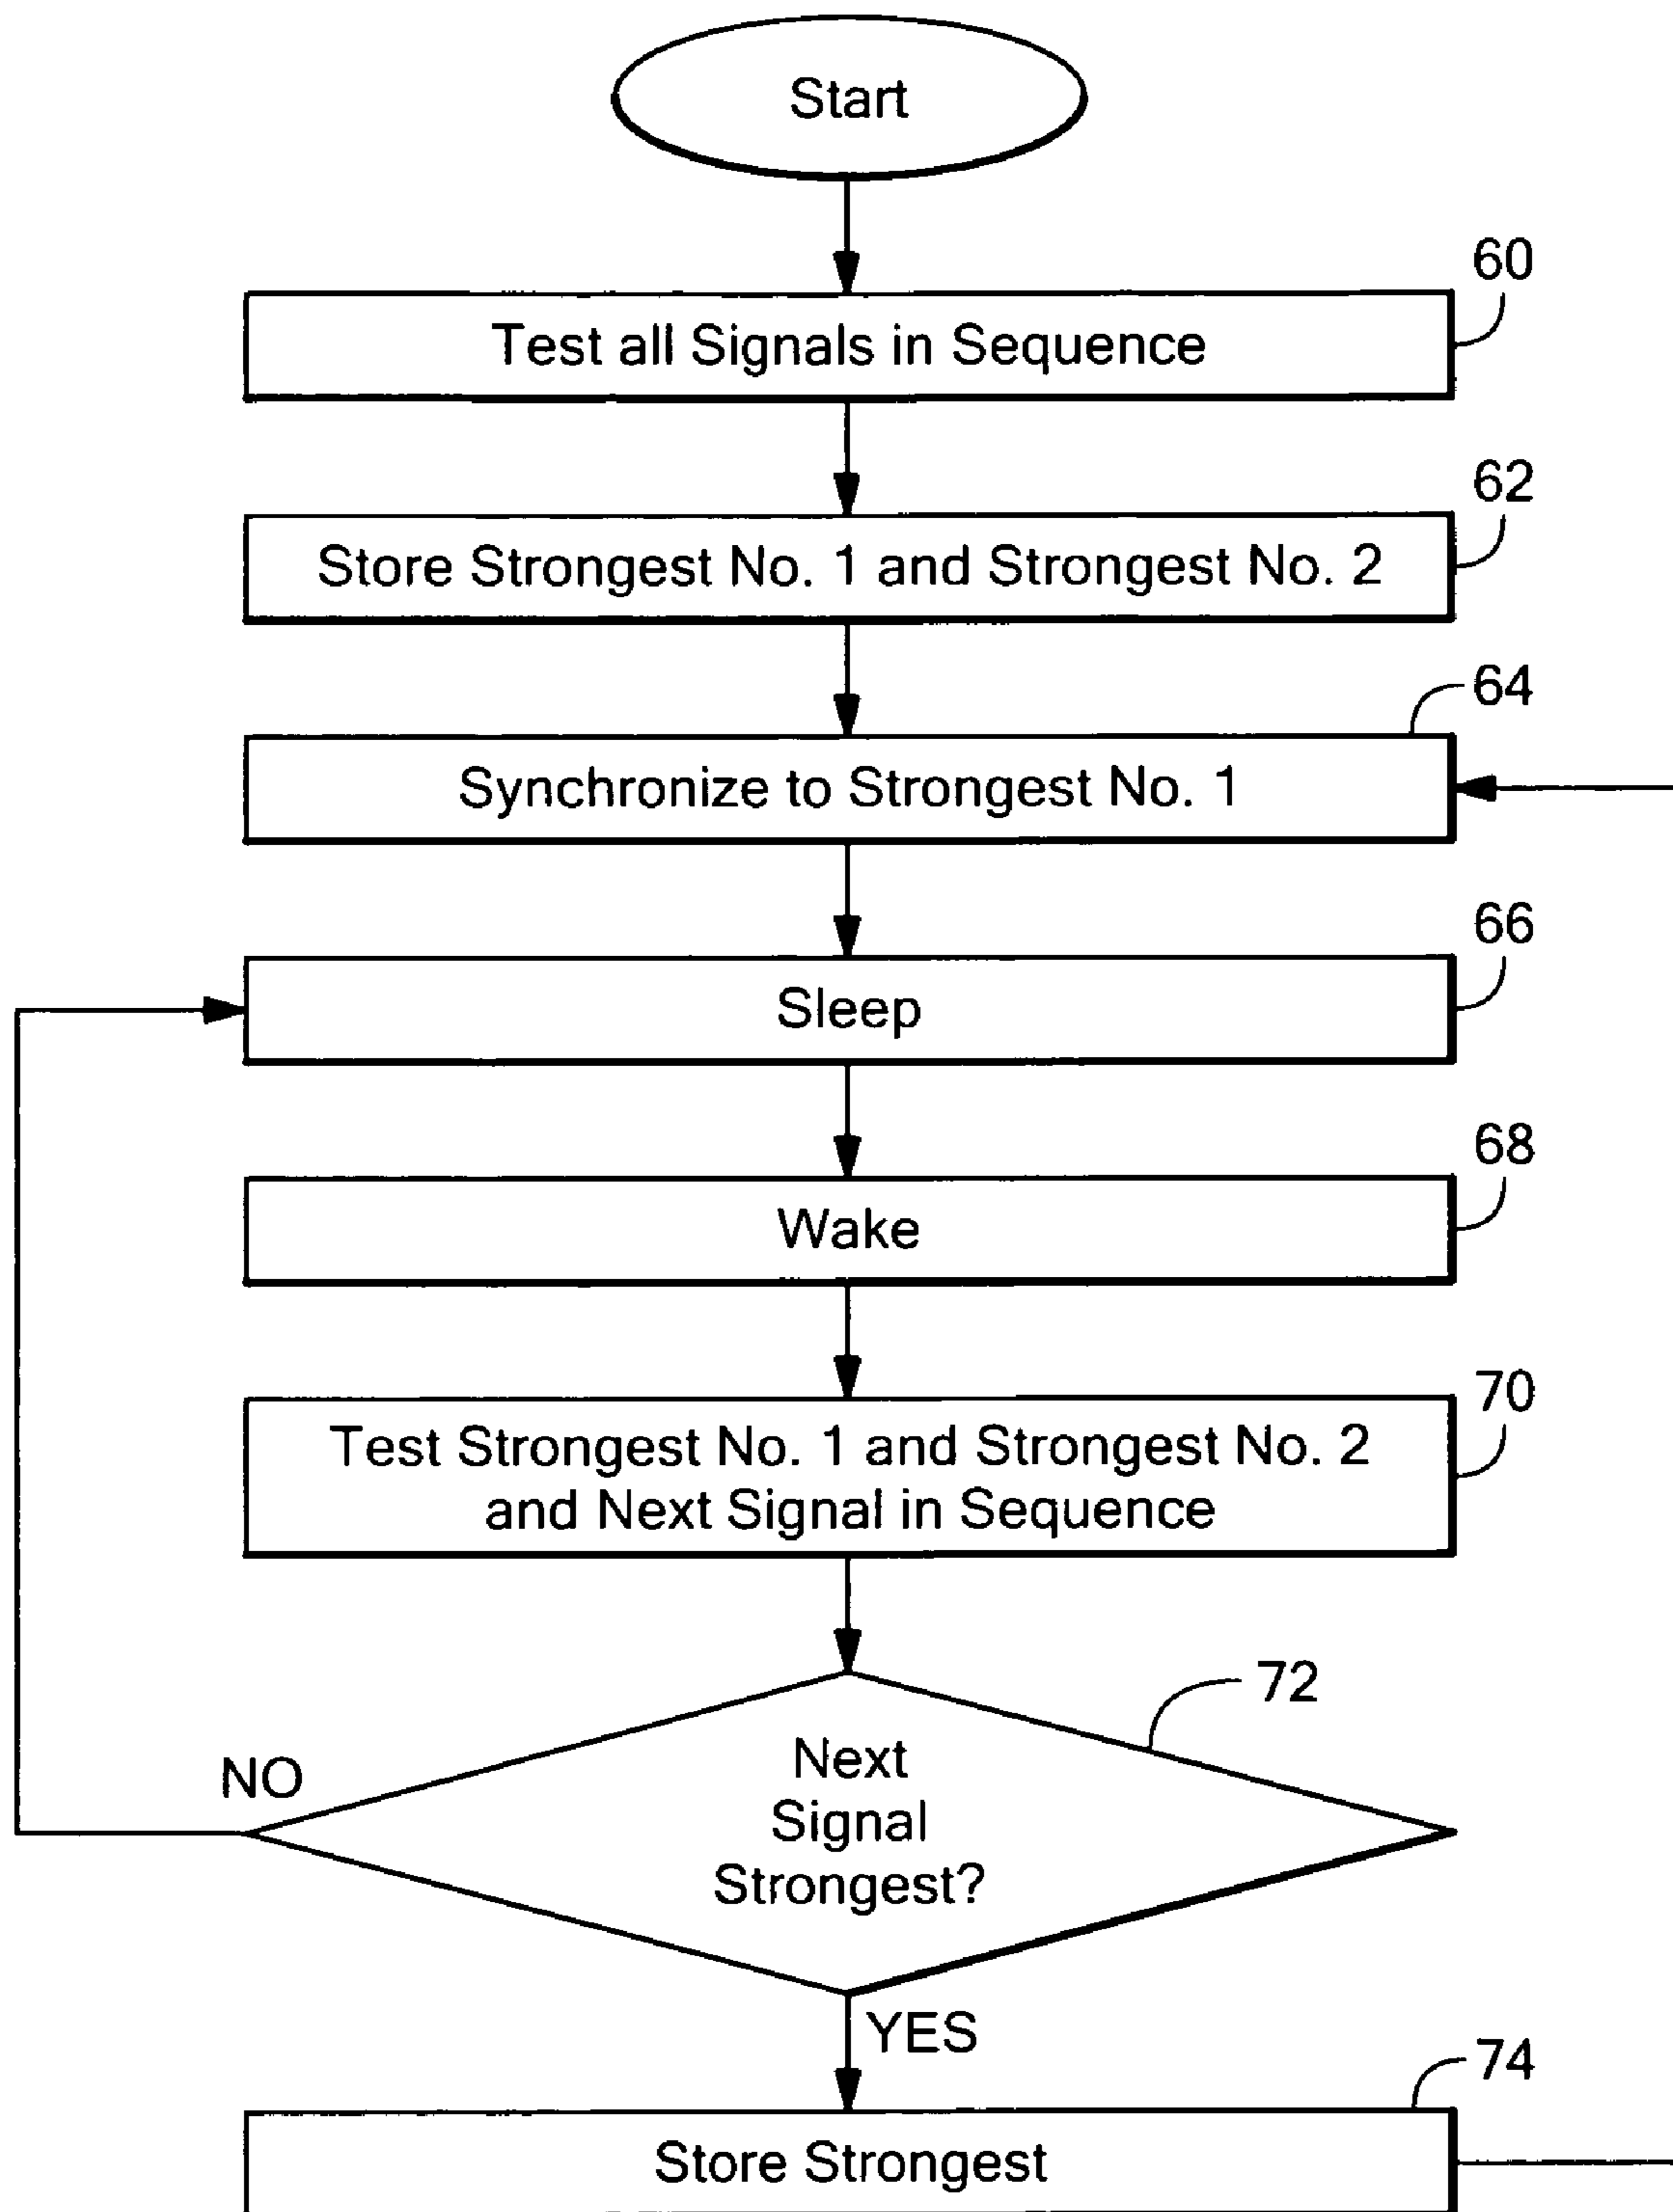 Start
60
Test all Signals in Sequence
62
Store Strongest No. 1 and Strongest No. 2
64
Synchronize to Strongest No. 1
66
Sleep
68
Wake
70
Test Strongest No. 1 and Strongest No. 2
and Next Signal in Sequence
72
Next
Signal
Strongest?
NO
YES
74
Store Strongest